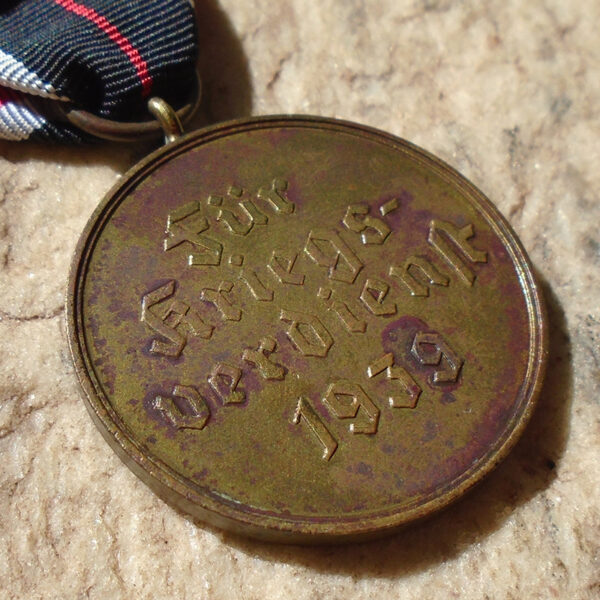 Für
Kriegs-
verdienst
1939